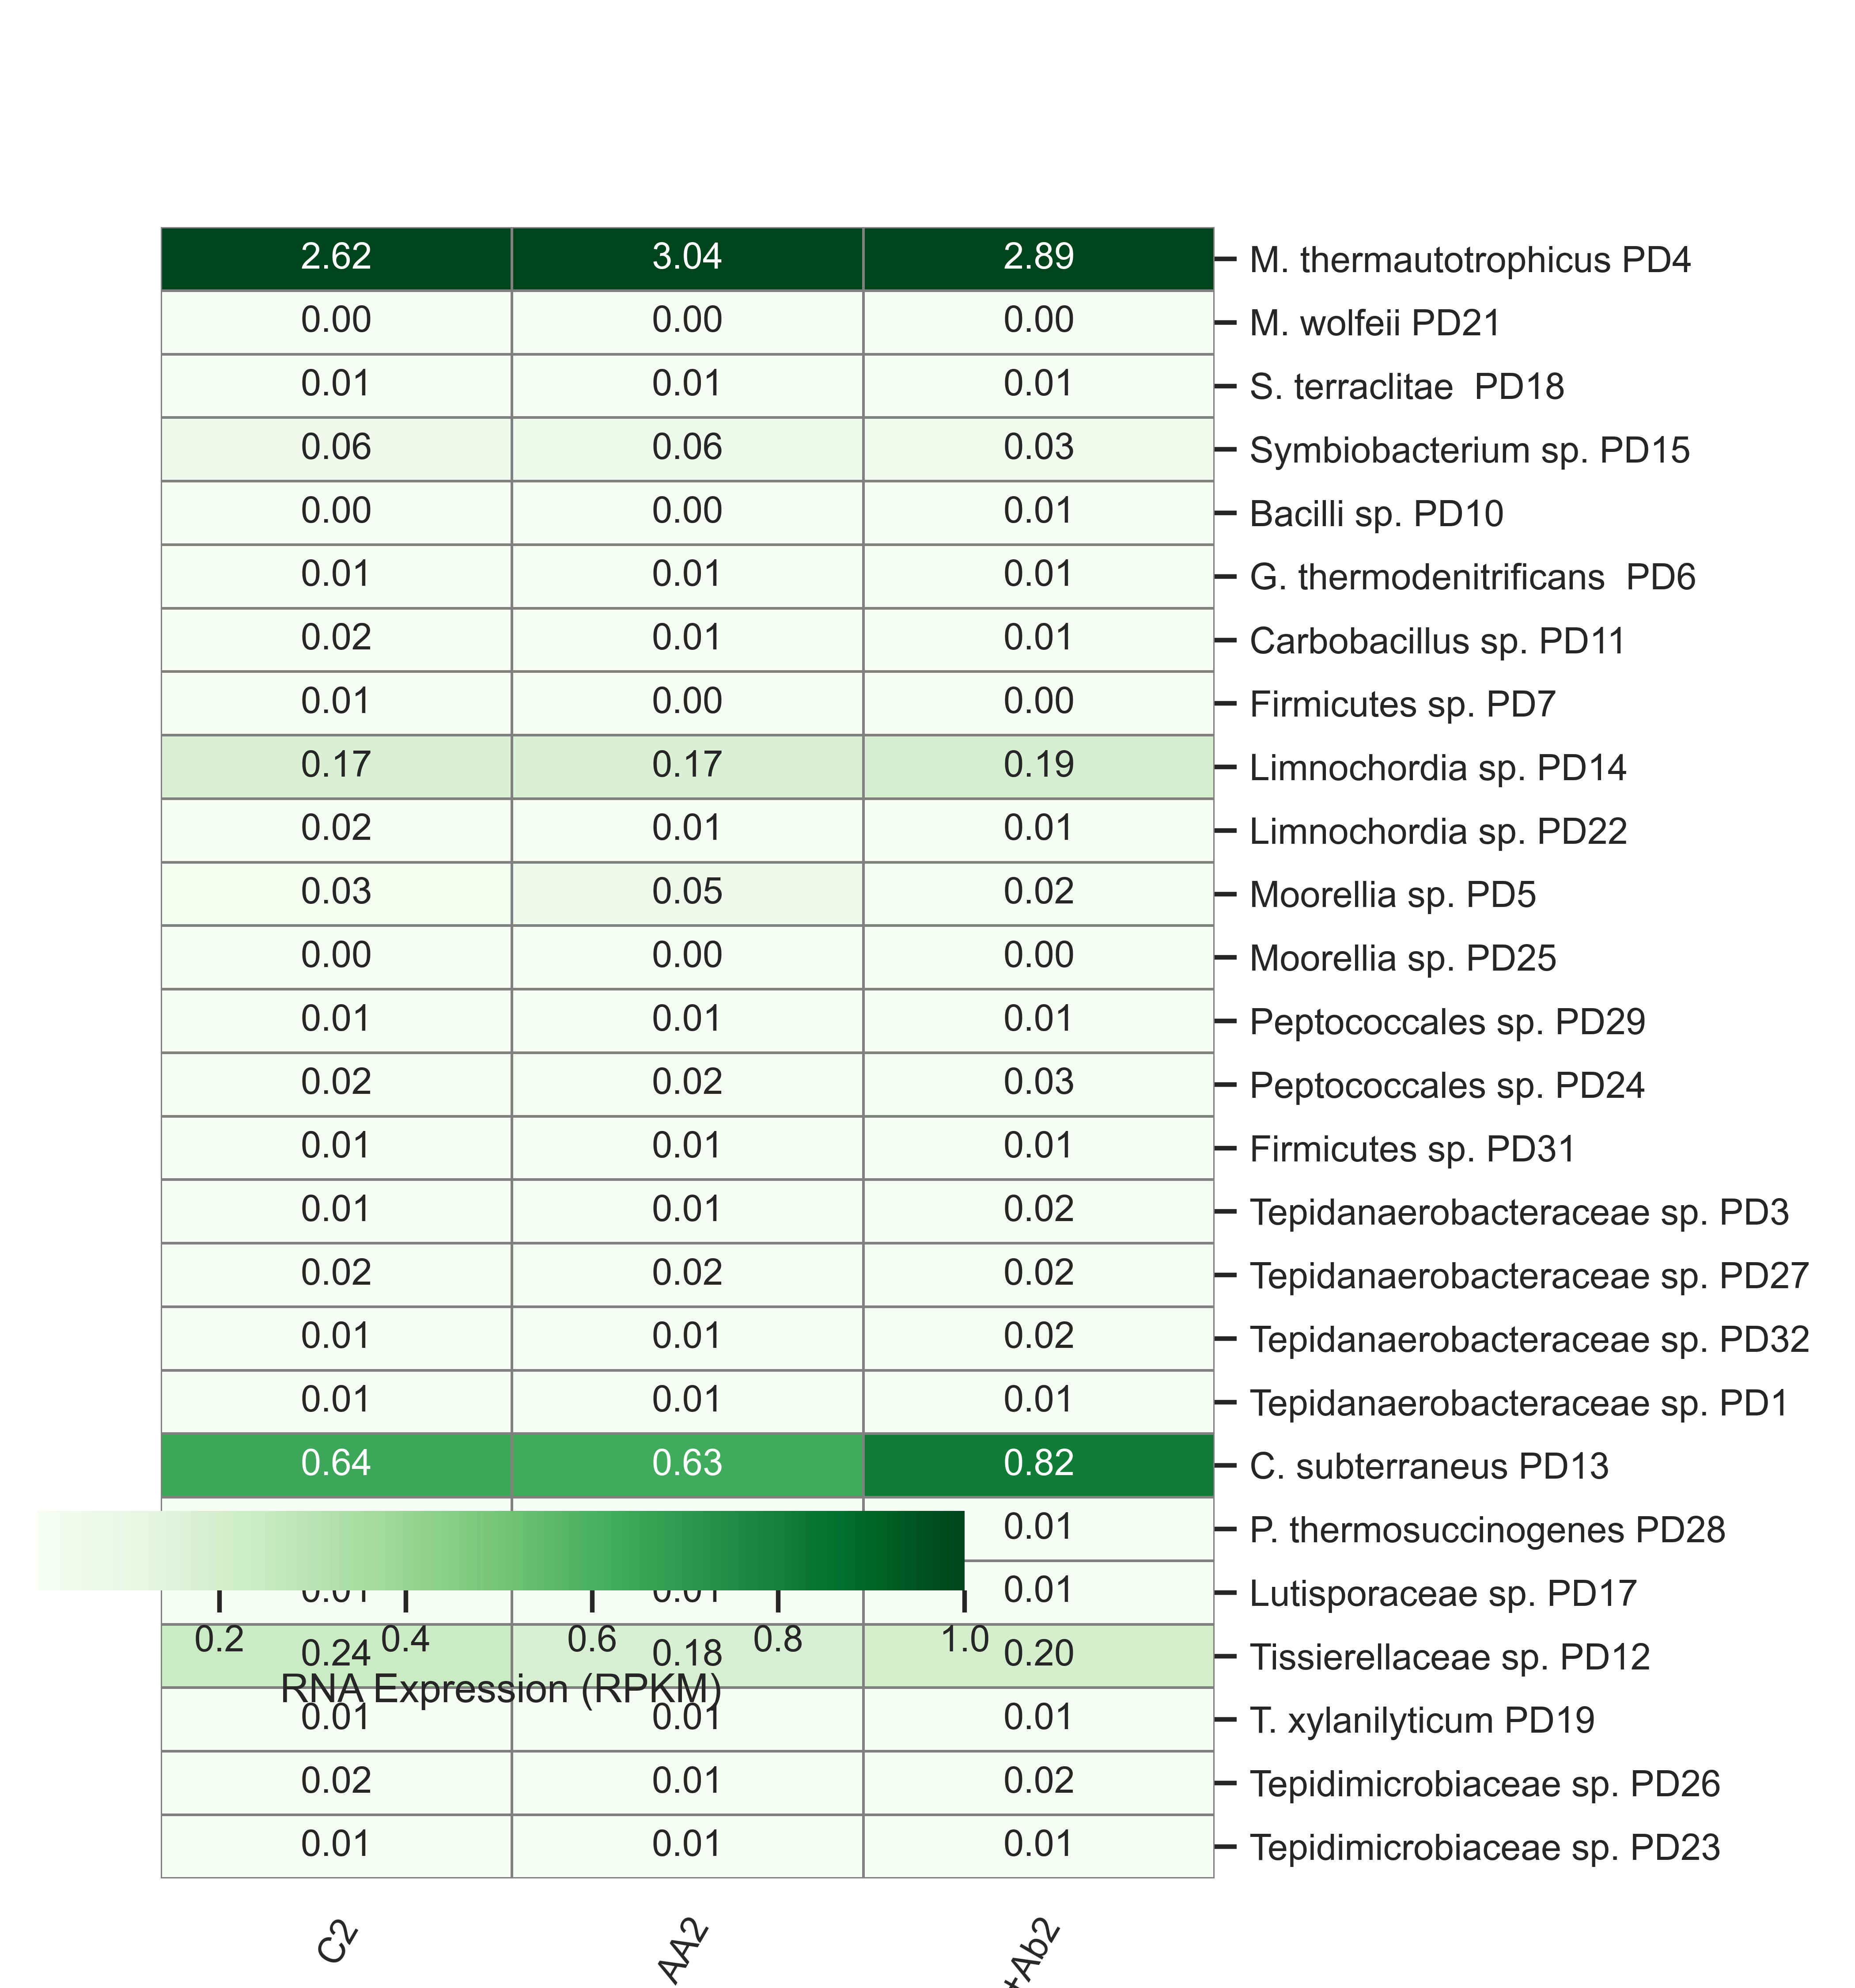 2.62 3.04 2.89 M. thermautotrophicus PD4
0.00 0.00 0.00 M. wolfeii PD21
0.01 0.01 0.01 S. terraclitae PD18
0.06 0.06 0.03 Symbiobacterium sp. PD15
0.00 0.00 0.01 Bacilli sp. PD10
0.01 0.01 0.01 G. thermodenitrificans PD6
0.02 0.01 0.01 Carbobacillus sp. PD11
0.01 0.00 0.00 Firmicutes sp. PD7
0.17 0.17 0.19 Limnochordia sp. PD14
0.02 0.01 0.01 Limnochordia sp. PD22
0.03 0.05 0.02 Moorellia sp. PD5
0.00 0.00 0.00 Moorellia sp. PD25
0.01 0.01 0.01 Peptococcales sp. PD29
0.02 0.02 0.03 Peptococcales sp. PD24
0.01 0.01 0.01 Firmicutes sp. PD31
0.01 0.01 0.02 Tepidanaerobacteraceae sp. PD3
0.02 0.02 0.02 Tepidanaerobacteraceae sp. PD27
0.01 0.01 0.02 Tepidanaerobacteraceae sp. PD32
0.01 0.01 0.01 Tepidanaerobacteraceae sp. PD1
0.64 0.63 0.82 C. subterraneus PD13
0.01 P. thermosuccinogenes PD28
0.01 Lutisporaceae sp. PD17
0.24 0.18 0.20 Tissierellaceae sp. PD12
0.2 0.4 0.6 0.8 1.0
RNA Expression (RPKM)
0.01 0.01 0.01 T. xylanilyticum PD19
0.02 0.01 0.02 Tepidimicrobiaceae sp. PD26
0.01 0.01 0.01 Tepidimicrobiaceae sp. PD23
C2 AA2 +Ab2